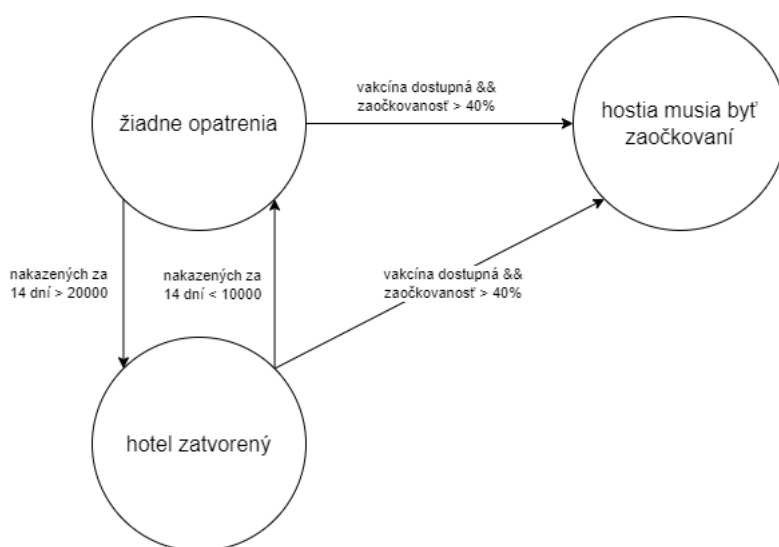 žiadne opatrenia
vakcína dostupná &&
zaočkovanosť > 40%
hostia musia byť
zaočkovaní
nakazených za
14 dní > 20000
nakazených za
14 dní < 10000
vakcína dostupná &&
zaočkovanosť > 40%
hotel zatvorený